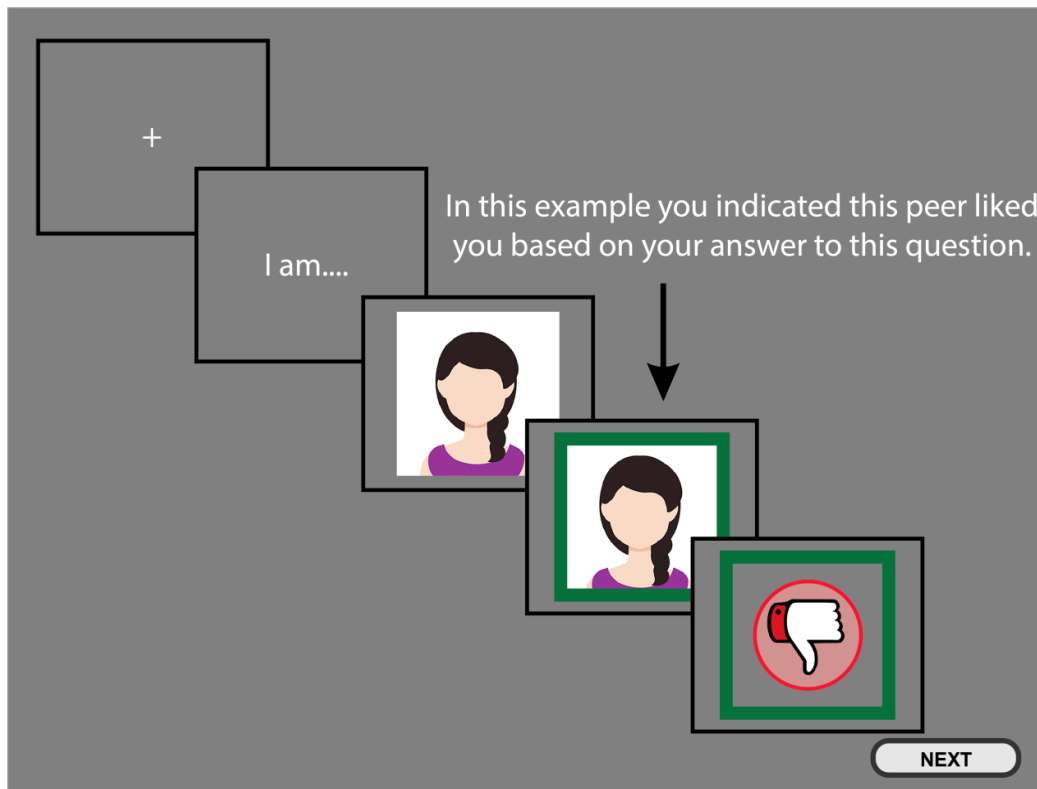 +
I am....
In this example you indicated this peer liked
you based on your answer to this question.
NEXT